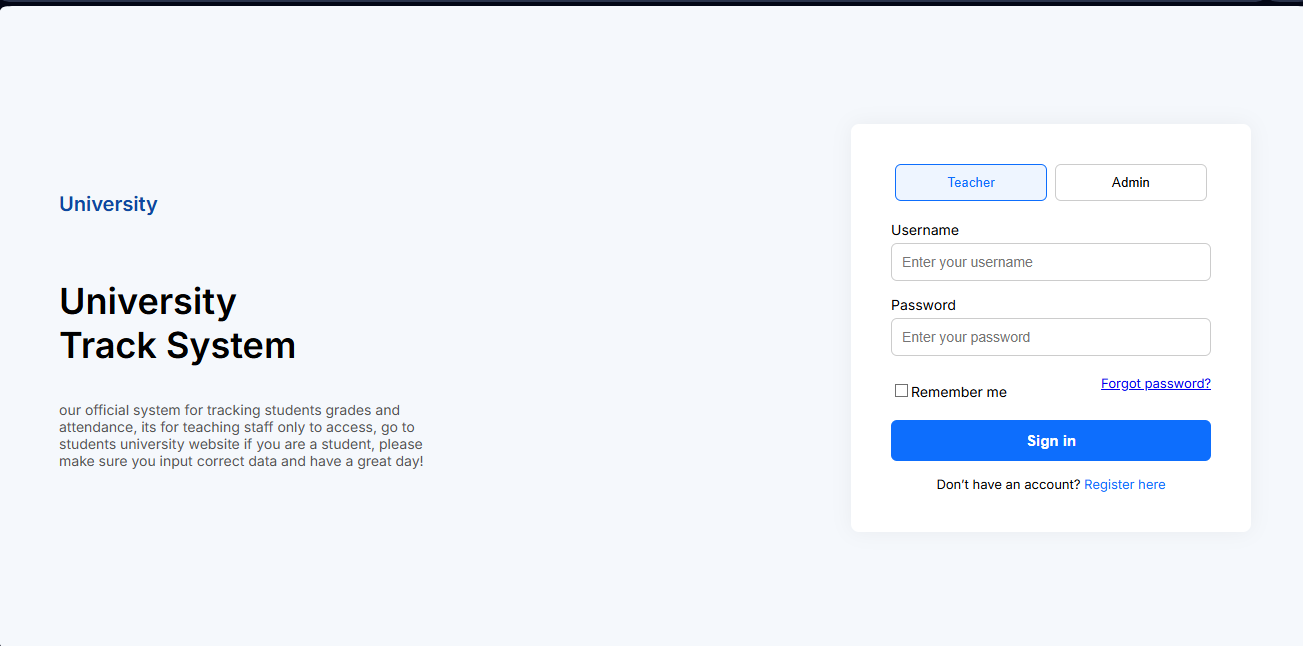 University
University
Track System
our official system for tracking students grades and
attendance, its for teaching staff only to access, go to
students university website if you are a student, please
make sure you input correct data and have a great day!
Teacher
Admin
Username
Enter your username
Password
Enter your password
Remember me
Forgot password?
Sign in
Don’t have an account? Register here